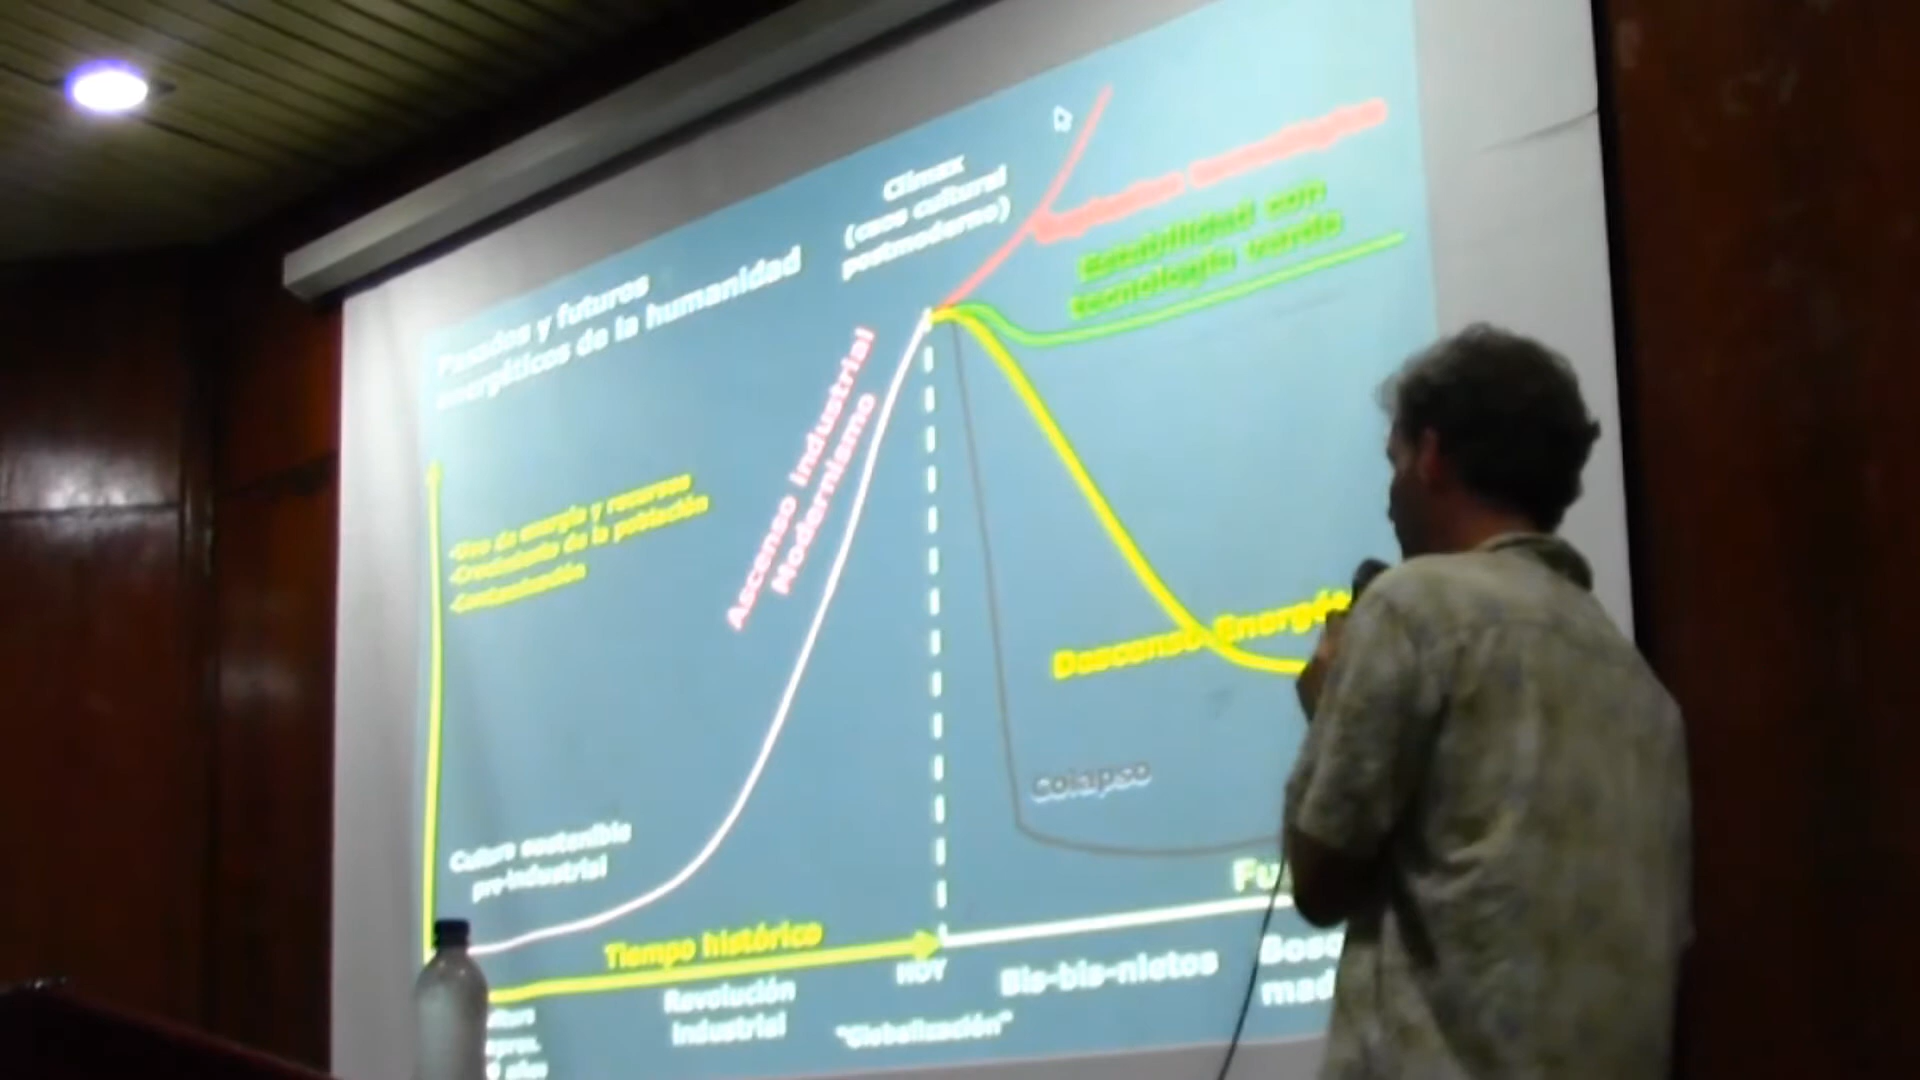 Pasados y futuros
energéticos de la humanidad
Clímax
(caos cultural
postmoderno)
Estabilidad con
tecnología verde
Ascenso Industrial
Modernismo
-Uso de energía y recursos
-Crecimiento de la población
-Contaminación
Descenso Energé
Colapso
Cultura sostenible
pre-industrial
Fu
Tiempo histórico
HOY
Bis-bis-nietos
Revolución
Industrial
"Globalización"